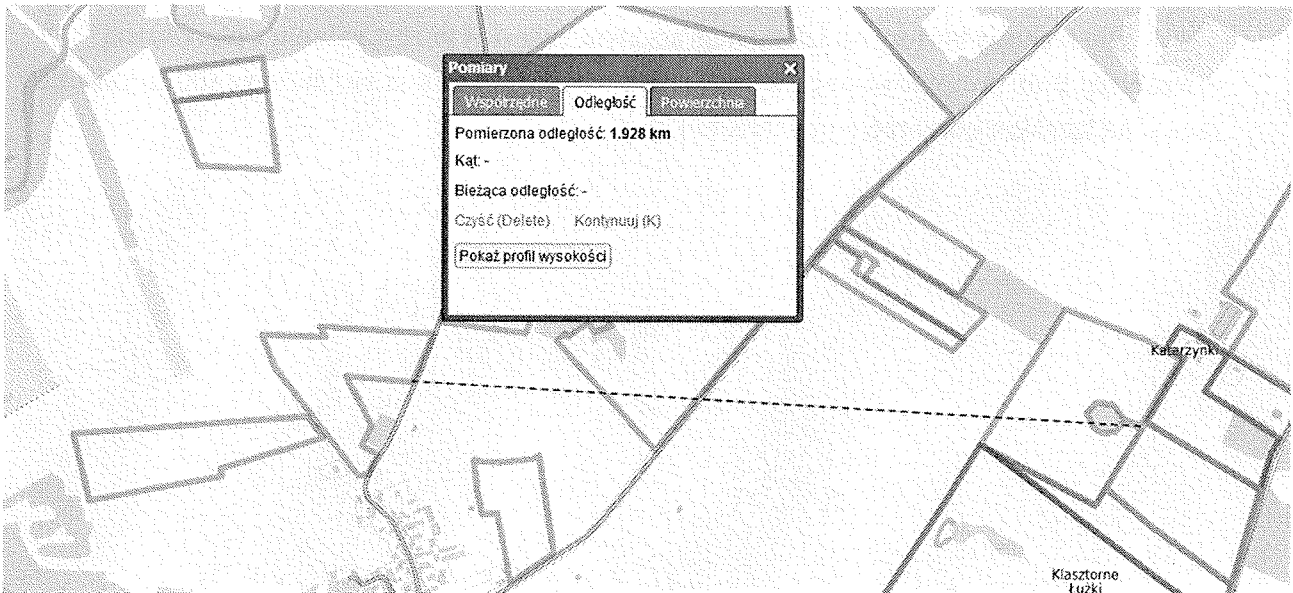 Pomiary X
Współrzędne Odległość Powierzchnia
Pomierzona odległość: 1.928 km
Kąt: -
Bieżąca odległość: -
Czyść (Delete) Kontynuuj (K)
Pokaż profil wysokości
Katarzynki
Klasztorne
Łużki